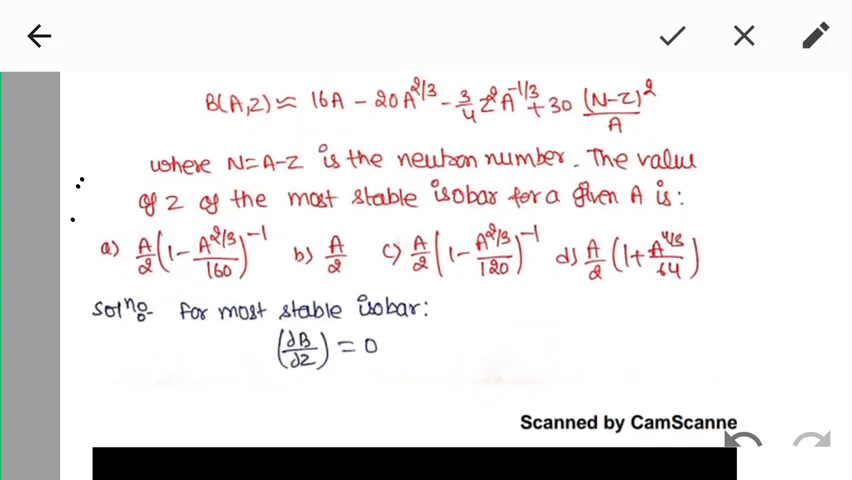 B(A,Z) ≈ 16A - 20A^2/3 - 3/4 Z^2 A^-1/3 + 30 (N-Z)^2/A
where N=A-Z is the neutron number. The value
of Z of the most stable isobar for a given A is:
a) A/2 (1 - A^2/3/160)^-1 b) A/2 c) A/2 (1 - A^2/3/120)^-1 d) A/2 (1 + A^4/3/64)
Soln:- For most stable isobar:
(∂B/∂Z) = 0
Scanned by CamScanne